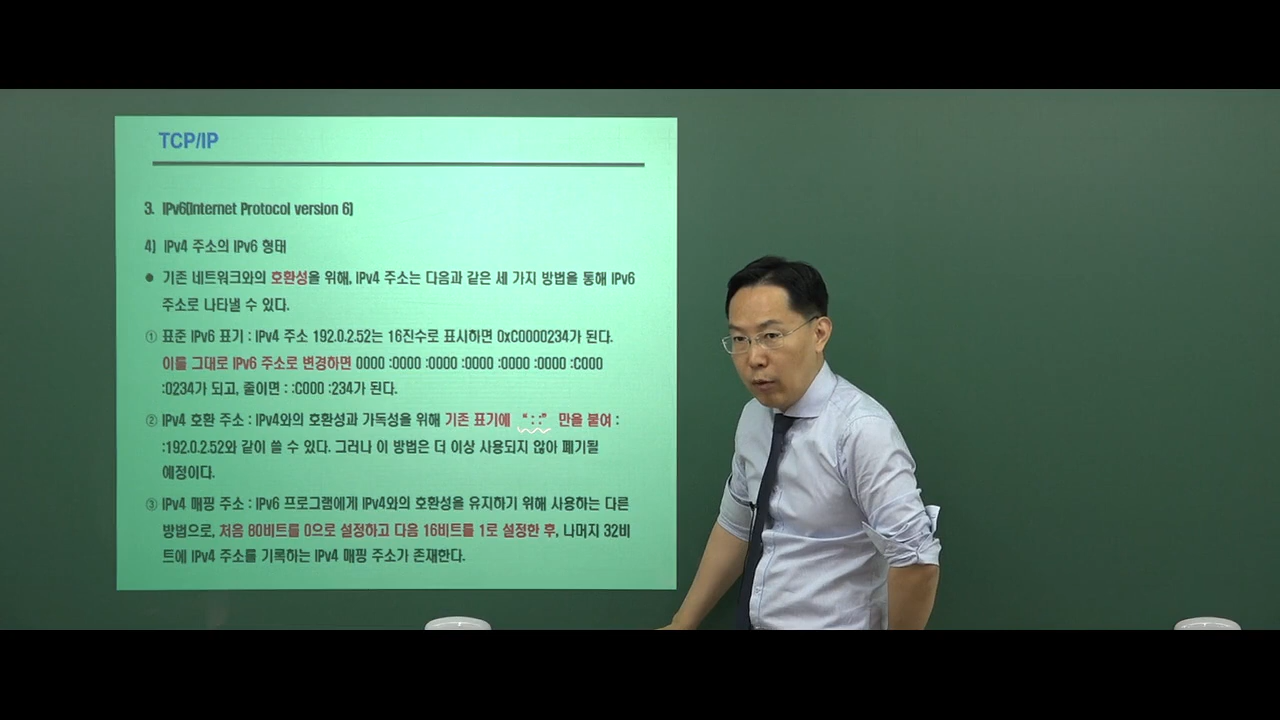 TCP/IP
3. IPv6(Internet Protocol version 6)
4) IPv4 주소의 IPv6 형태
● 기존 네트워크와의 호환성을 위해, IPv4 주소는 다음과 같은 세 가지 방법을 통해 IPv6
주소로 나타낼 수 있다.
① 표준 IPv6 표기 : IPv4 주소 192.0.2.52는 16진수로 표시하면 0xC0000234가 된다.
이를 그대로 IPv6 주소로 변경하면 0000 :0000 :0000 :0000 :0000 :0000 :C000
:0234가 되고, 줄이면 : :C000 :234가 된다.
② IPv4 호환 주소 : IPv4와의 호환성과 가독성을 위해 기존 표기에 “: :” 만을 붙여 :
:192.0.2.52와 같이 쓸 수 있다. 그러나 이 방법은 더 이상 사용되지 않아 폐기될
예정이다.
③ IPv4 매핑 주소 : IPv6 프로그램에게 IPv4와의 호환성을 유지하기 위해 사용하는 다른
방법으로, 처음 80비트를 0으로 설정하고 다음 16비트를 1로 설정한 후, 나머지 32비
트에 IPv4 주소를 기록하는 IPv4 매핑 주소가 존재한다.